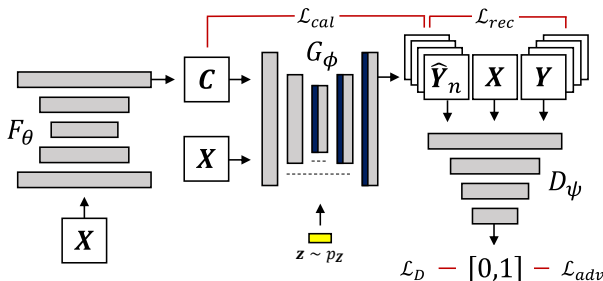 ℒ_cal
ℒ_rec
G_ϕ
C
Ŷ_n
X
Y
F_θ
X
D_ψ
X
z ~ p_z
ℒ_D − [0,1] − ℒ_adv